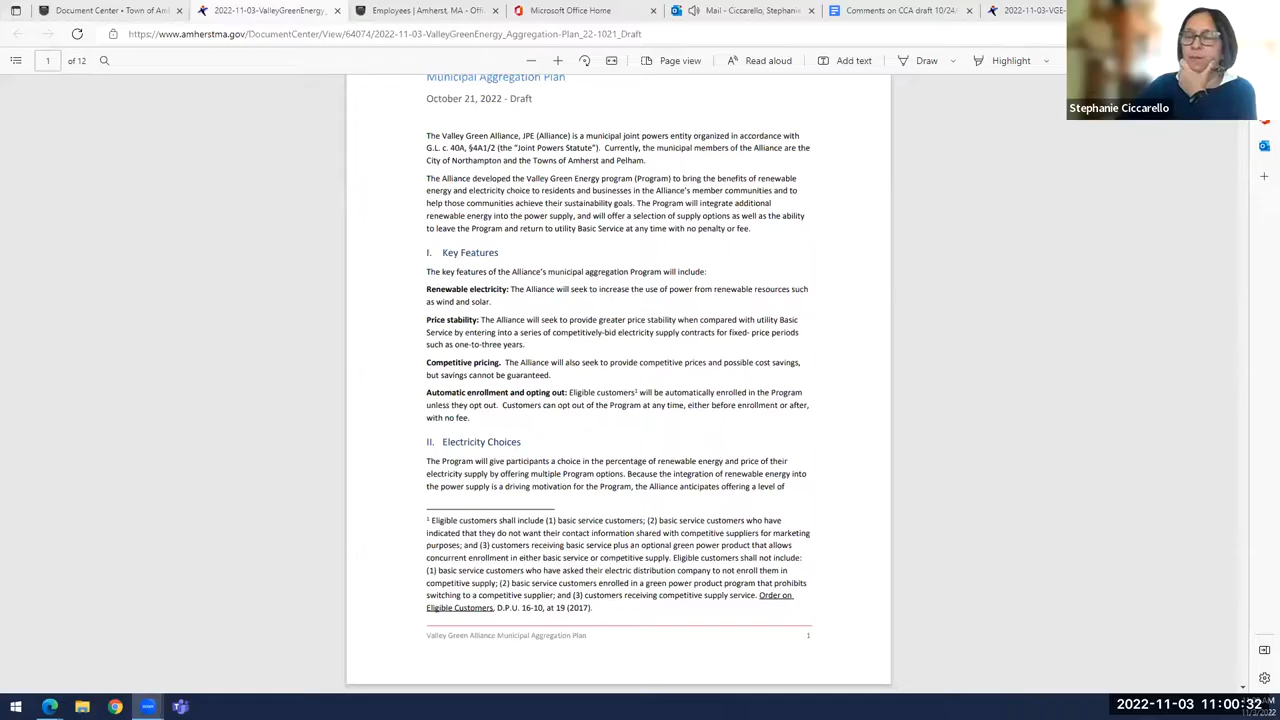 Document Center • Town of Am
2022-11-03-ValleyGreenEnergy_
Employees | Amherst, MA - Offi
Microsoft Office Home
Mail - Ciccarello, Stephanie
Comments on CCA draft 10/24/
2022-11-03-VGE-
https://www.amherstma.gov/DocumentCenter/View/64074/2022-11-03-ValleyGreenEnergy_Aggregation-Plan_22-1021_Draft
1 of 12
Page view
Read aloud
Add text
Draw
Highlight
Stephanie Ciccarello
Municipal Aggregation Plan
October 21, 2022 - Draft
The Valley Green Alliance, JPE (Alliance) is a municipal joint powers entity organized in accordance with
G.L. c. 40A, §4A1/2 (the “Joint Powers Statute”). Currently, the municipal members of the Alliance are the
City of Northampton and the Towns of Amherst and Pelham.
The Alliance developed the Valley Green Energy program (Program) to bring the benefits of renewable
energy and electricity choice to residents and businesses in the Alliance’s member communities and to
help those communities achieve their sustainability goals. The Program will integrate additional
renewable energy into the power supply, and will offer a selection of supply options as well as the ability
to leave the Program and return to utility Basic Service at any time with no penalty or fee.
I. Key Features
The key features of the Alliance’s municipal aggregation Program will include:
Renewable electricity: The Alliance will seek to increase the use of power from renewable resources such
as wind and solar.
Price stability: The Alliance will seek to provide greater price stability when compared with utility Basic
Service by entering into a series of competitively-bid electricity supply contracts for fixed- price periods
such as one-to-three years.
Competitive pricing. The Alliance will also seek to provide competitive prices and possible cost savings,
but savings cannot be guaranteed.
Automatic enrollment and opting out: Eligible customers¹ will be automatically enrolled in the Program
unless they opt out. Customers can opt out of the Program at any time, either before enrollment or after,
with no fee.
II. Electricity Choices
The Program will give participants a choice in the percentage of renewable energy and price of their
electricity supply by offering multiple Program options. Because the integration of renewable energy into
the power supply is a driving motivation for the Program, the Alliance anticipates offering a level of
¹ Eligible customers shall include (1) basic service customers; (2) basic service customers who have
indicated that they do not want their contact information shared with competitive suppliers for marketing
purposes; and (3) customers receiving basic service plus an optional green power product that allows
concurrent enrollment in either basic service or competitive supply. Eligible customers shall not include:
(1) basic service customers who have asked their electric distribution company to not enroll them in
competitive supply; (2) basic service customers enrolled in a green power product program that prohibits
switching to a competitive supplier; and (3) customers receiving competitive supply service. Order on
Eligible Customers, D.P.U. 16-10, at 19 (2017).
Valley Green Alliance Municipal Aggregation Plan 1
2022-11-03 11:00:32